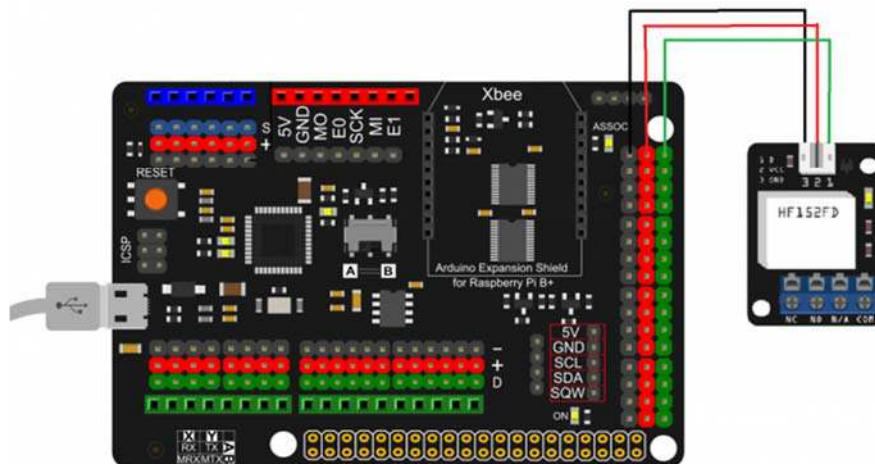 Xbee
ASSOC
S
+
5V
GND
MO
E0
SCK
MI
E1
RESET
ICSP
A B
Arduino Expansion Shield
for Raspberry Pi B+
5V
GND
SCL
SDA
SQW
-
+
D
ON
X Y
RX TX
MRX MTX
A B
1 D
2 VCC
3 GND
3 2 1
HF152FD
NC NO N/A COM